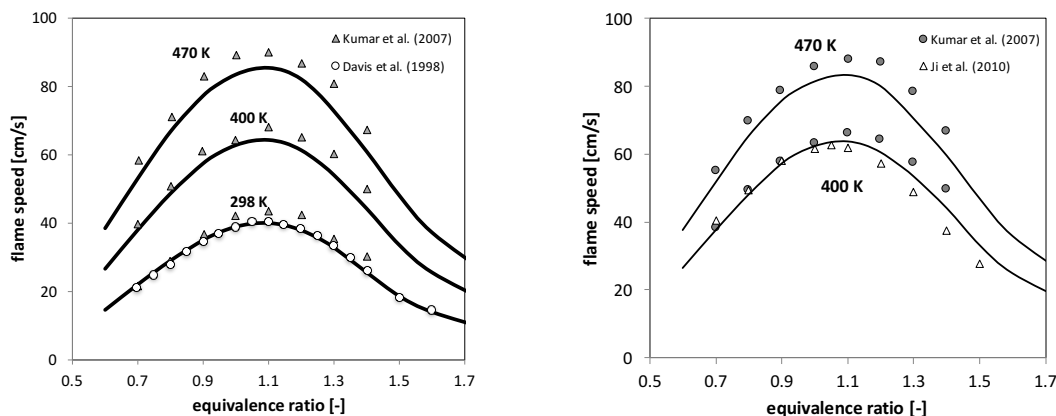 100
80
60
40
20
0
flame speed [cm/s]
470 K
400 K
298 K
Kumar et al. (2007)
Davis et al. (1998)
0.5 0.7 0.9 1.1 1.3 1.5 1.7
equivalence ratio [-]
100
80
60
40
20
0
flame speed [cm/s]
470 K
400 K
Kumar et al. (2007)
Ji et al. (2010)
0.5 0.7 0.9 1.1 1.3 1.5 1.7
equivalence ratio [-]